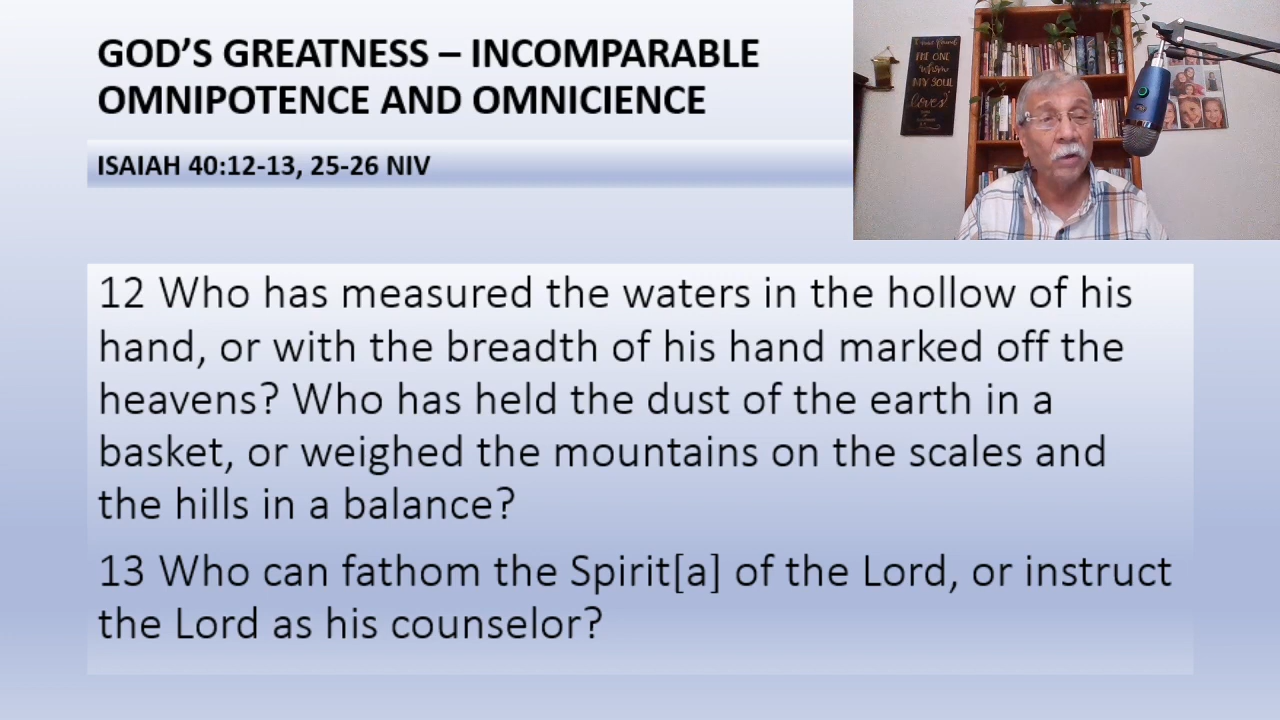 GOD'S GREATNESS – INCOMPARABLE
OMNIPOTENCE AND OMNICIENCE
ISAIAH 40:12-13, 25-26 NIV
THE ONE
whom
MY SOUL
loves
12 Who has measured the waters in the hollow of his
hand, or with the breadth of his hand marked off the
heavens? Who has held the dust of the earth in a
basket, or weighed the mountains on the scales and
the hills in a balance?
13 Who can fathom the Spirit[a] of the Lord, or instruct
the Lord as his counselor?